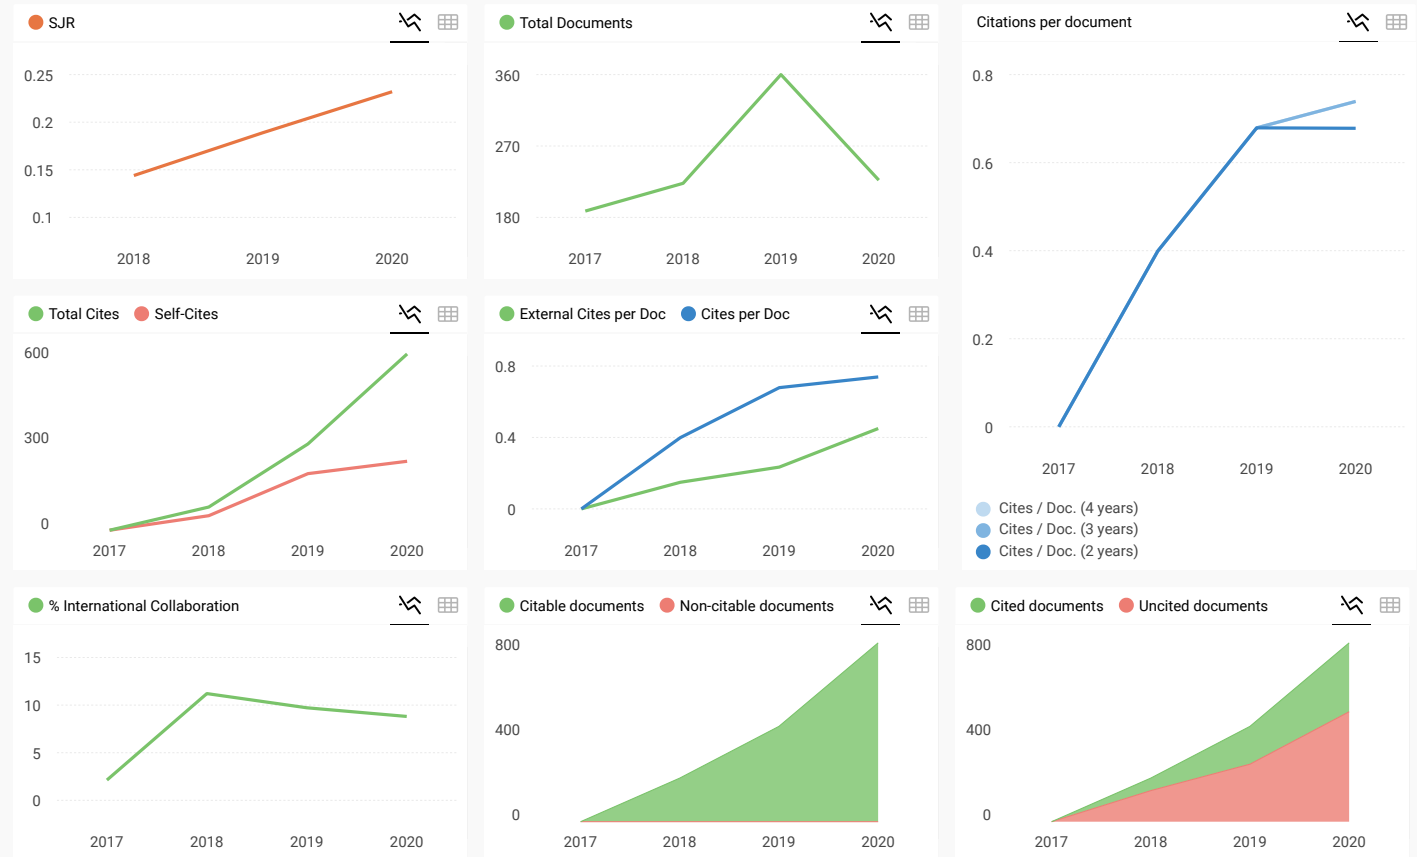 SJR
0.25
0.2
0.15
0.1
2018 2019 2020
Total Documents
360
270
180
2017 2018 2019 2020
Citations per document
0.8
0.6
0.4
0.2
0
2017 2018 2019 2020
Cites / Doc. (4 years)
Cites / Doc. (3 years)
Cites / Doc. (2 years)
Total Cites Self-Cites
600
300
0
2017 2018 2019 2020
External Cites per Doc Cites per Doc
0.8
0.4
0
2017 2018 2019 2020
% International Collaboration
15
10
5
0
2017 2018 2019 2020
Citable documents Non-citable documents
800
400
0
2017 2018 2019 2020
Cited documents Uncited documents
800
400
0
2017 2018 2019 2020